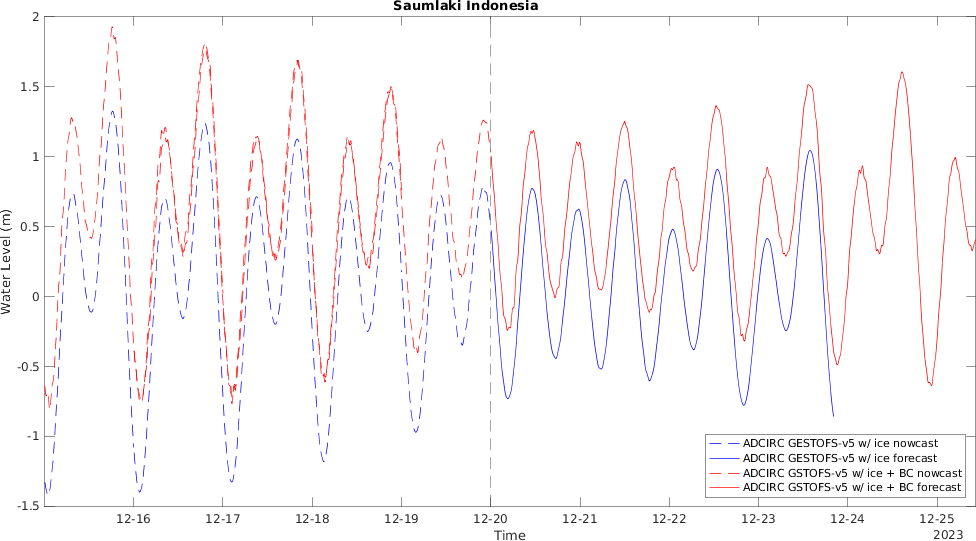 Saumlaki Indonesia
2
1.5
1
0.5
0
-0.5
-1
-1.5
Water Level (m)
12-16
12-17
12-18
12-19
12-20
12-21
12-22
12-23
12-24
12-25
2023
Time
ADCIRC GESTOFS-v5 w/ ice nowcast
ADCIRC GESTOFS-v5 w/ ice forecast
ADCIRC GSTOFS-v5 w/ ice + BC nowcast
ADCIRC GSTOFS-v5 w/ ice + BC forecast